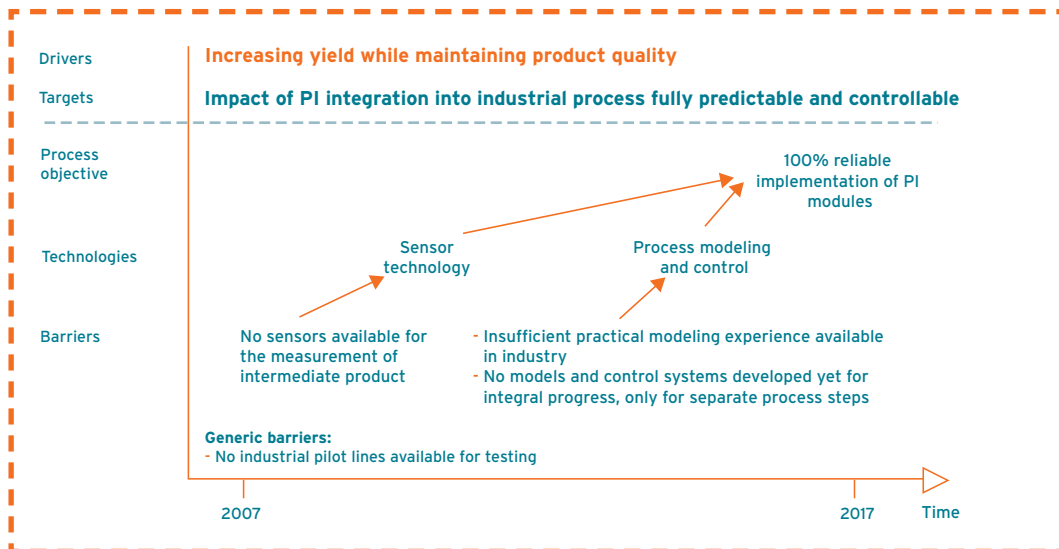 Drivers
Increasing yield while maintaining product quality
Targets
Impact of PI integration into industrial process fully predictable and controllable
Process
objective
100% reliable
implementation of PI
modules
Technologies
Sensor
technology
Process modeling
and control
Barriers
No sensors available for
the measurement of
intermediate product
- Insufficient practical modeling experience available
in industry
- No models and control systems developed yet for
integral progress, only for separate process steps
Generic barriers:
- No industrial pilot lines available for testing
2007
2017
Time